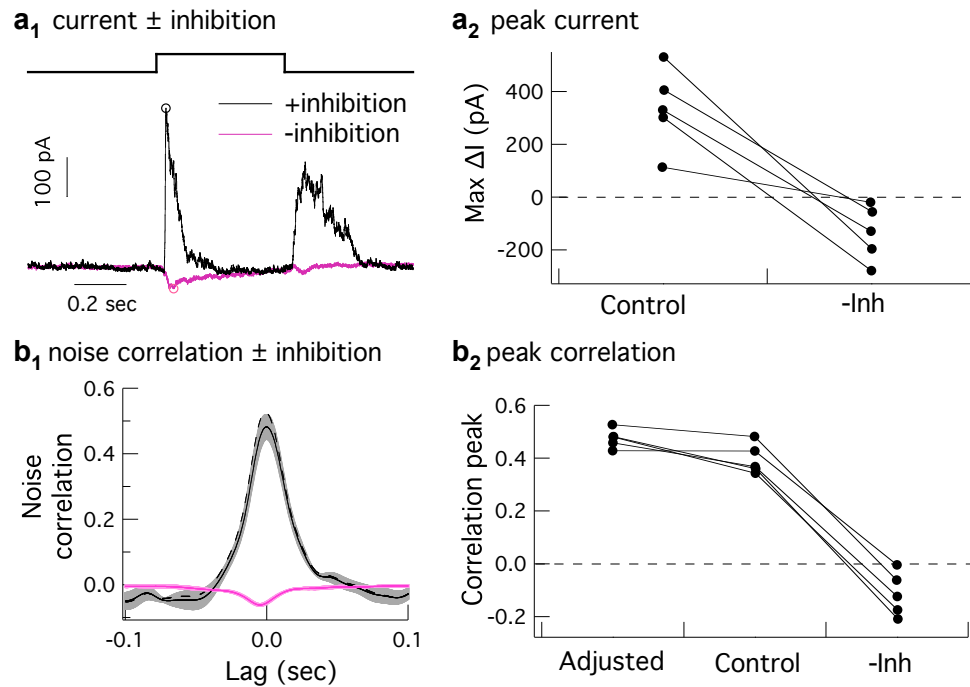 a1 current ± inhibition
+inhibition
-inhibition
100 pA
0.2 sec
a2 peak current
Max ΔI (pA)
400
200
0
-200
Control
-Inh
b1 noise correlation ± inhibition
Noise
correlation
0.6
0.4
0.2
0.0
-0.1
0.0
0.1
Lag (sec)
b2 peak correlation
Correlation peak
0.6
0.4
0.2
0.0
-0.2
Adjusted
Control
-Inh